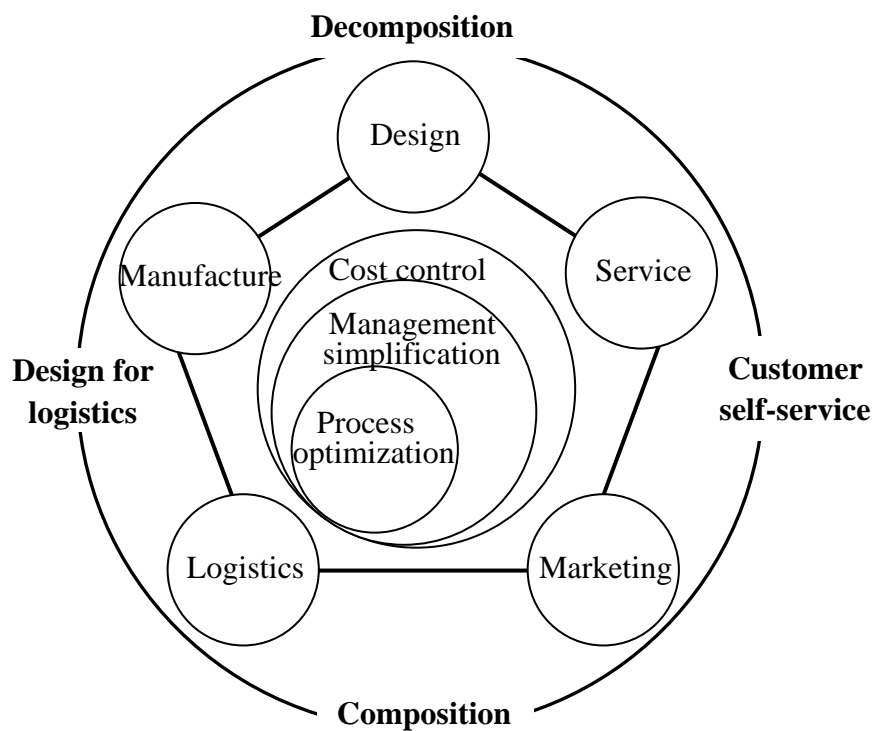 Decomposition
Design
Manufacture
Cost control
Service
Management
simplification
Design for
logistics
Customer
self-service
Process
optimization
Logistics
Marketing
Composition